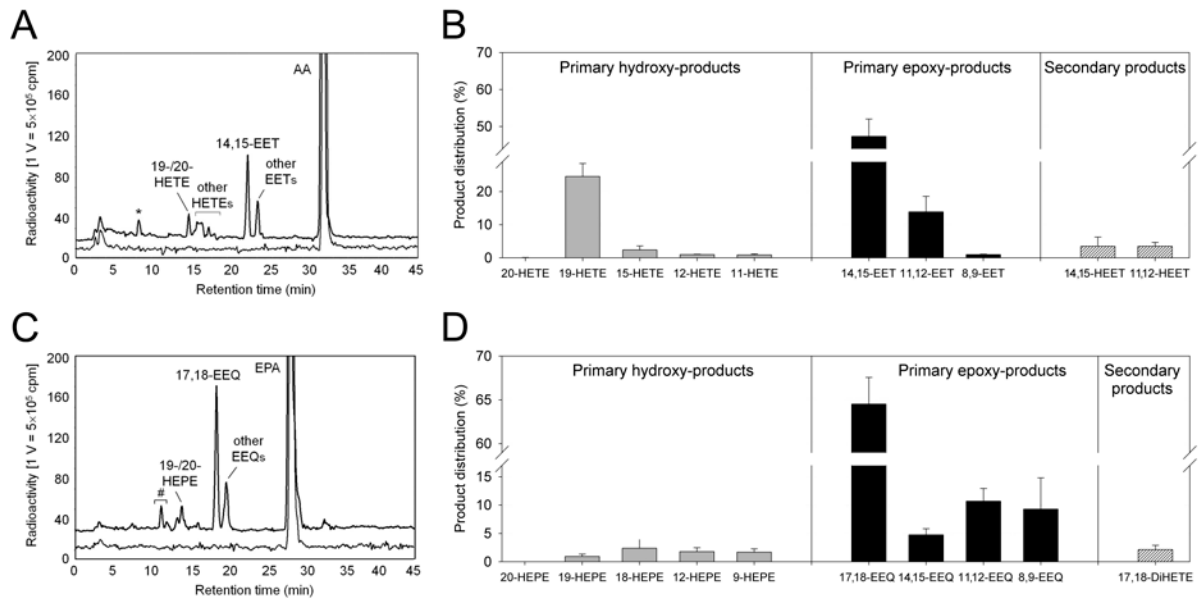 A
200
160
120
80
40
0
Radioactivity [1 V = 5×10⁵ cpm]
AA
14,15-EET
19-/20-
HETE
other
HETEs
other
EETs
*
0 5 10 15 20 25 30 35 40 45
Retention time (min)
B
70
50
20
10
0
Product distribution (%)
Primary hydroxy-products
Primary epoxy-products
Secondary products
20-HETE 19-HETE 15-HETE 12-HETE 11-HETE 14,15-EET 11,12-EET 8,9-EET 14,15-HEET 11,12-HEET
C
200
160
120
80
40
0
Radioactivity [1 V = 5×10⁵ cpm]
EPA
17,18-EEQ
other
EEQs
19-/20-
HEPE
#
0 5 10 15 20 25 30 35 40 45
Retention time (min)
D
70
65
60
15
10
5
0
Product distribution (%)
Primary hydroxy-products
Primary epoxy-products
Secondary
products
20-HEPE 19-HEPE 18-HEPE 12-HEPE 9-HEPE 17,18-EEQ 14,15-EEQ 11,12-EEQ 8,9-EEQ 17,18-DiHETE